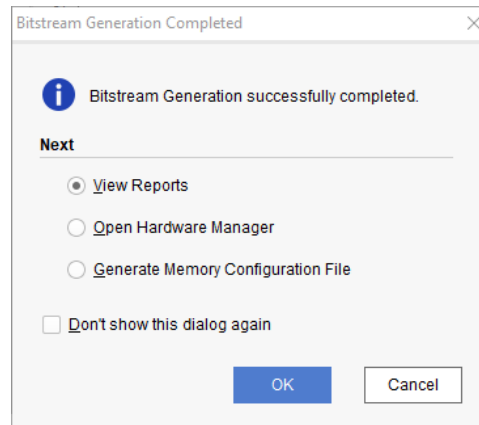 Bitstream Generation Completed
Bitstream Generation successfully completed.
Next
View Reports
Open Hardware Manager
Generate Memory Configuration File
Don't show this dialog again
OK
Cancel